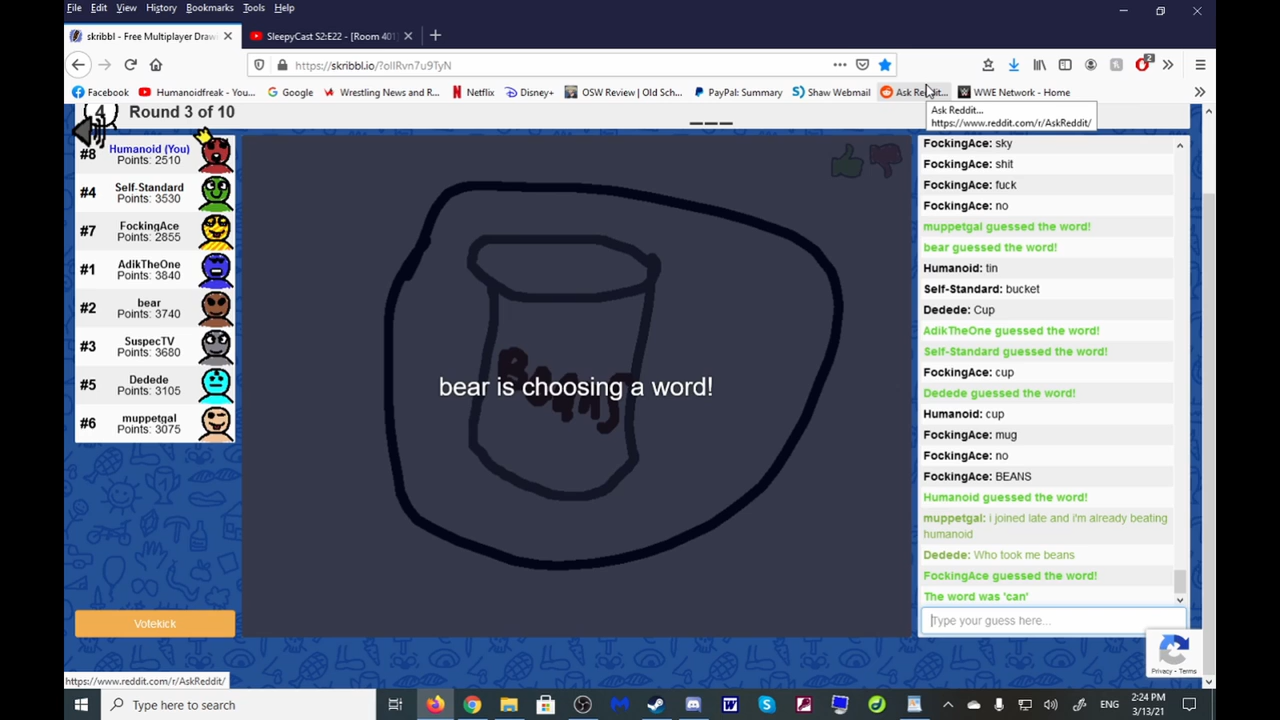 File Edit View History Bookmarks Tools Help
skribbl - Free Multiplayer Draw
SleepyCast S2:E22 - [Room 401]
https://skribbl.io/?olIRvn7u9TyN
2
Facebook
Humanoidfreak - You...
Google
Wrestling News and R...
Netflix
Disney+
OSW Review | Old Sch...
PayPal: Summary
Shaw Webmail
Ask Reddit...
WWE Network - Home
Ask Reddit...
https://www.reddit.com/r/AskReddit/
4
Round 3 of 10
_ _ _
#8 Humanoid (You)
Points: 2510
#4 Self-Standard
Points: 3530
#7 FockingAce
Points: 2855
#1 AdikTheOne
Points: 3840
#2 bear
Points: 3740
#3 SuspecTV
Points: 3680
#5 Dedede
Points: 3105
#6 muppetgal
Points: 3075
Votekick
BEANS
bear is choosing a word!
FockingAce: sky
FockingAce: shit
FockingAce: fuck
FockingAce: no
muppetgal guessed the word!
bear guessed the word!
Humanoid: tin
Self-Standard: bucket
Dedede: Cup
AdikTheOne guessed the word!
Self-Standard guessed the word!
FockingAce: cup
Dedede guessed the word!
Humanoid: cup
FockingAce: mug
FockingAce: no
FockingAce: BEANS
Humanoid guessed the word!
muppetgal: i joined late and i'm already beating
humanoid
Dedede: Who took me beans
FockingAce guessed the word!
The word was 'can'
Type your guess here...
Privacy - Terms
https://www.reddit.com/r/AskReddit/
Type here to search
ENG
2:24 PM
3/13/21